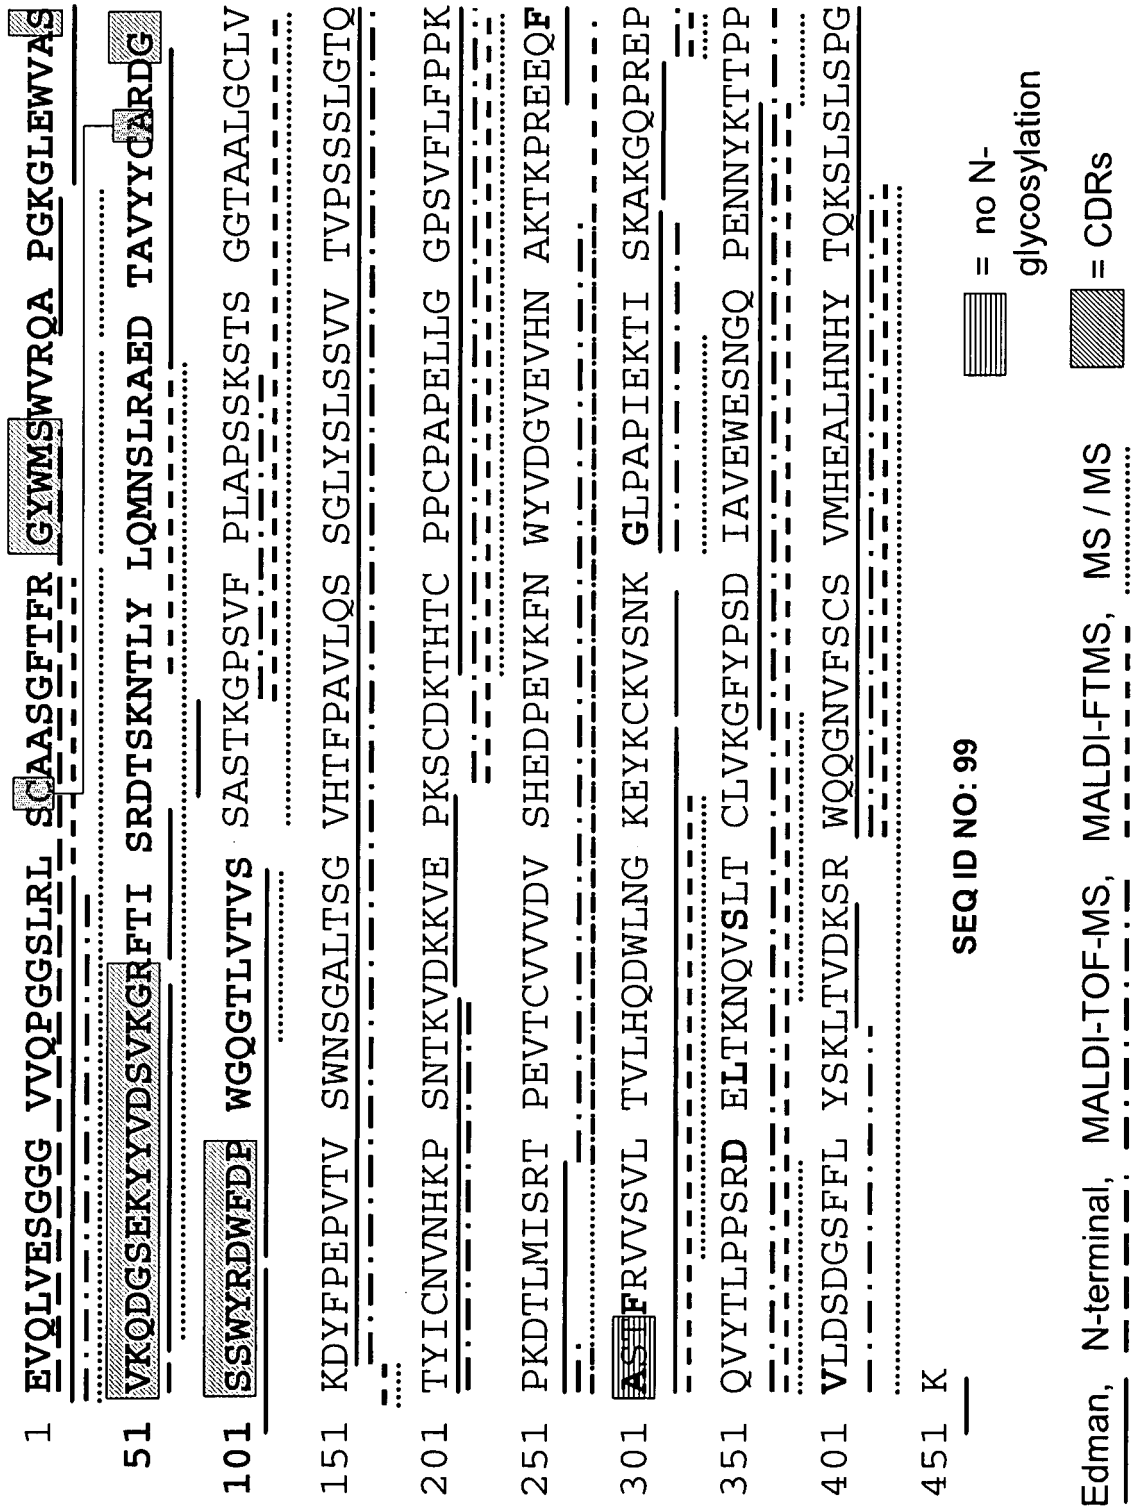 1 EVQLVESGGG VVQPGGSLRL SCAASGFTFR GYWMSWVRQA PGKGLEWVAS
51 VKQDGSEKYYVDSVKGRFTI SRDTSKNTLY LQMNSLRAED TAVYYCARDG
101 SSWYRDWFDP WGQGTLVTVS SASTKGPSVF PLAPSSKSTS GGTAALGCLV
151 KDYFPEPVTV SWNSGALTSG VHTFPAVLQS SGLYSLSSVV TVPSSSLGTQ
201 TYICNVNHKP SNTKVDKKVE PKSCDKTHTC PPCPAPELLG GPSVFLFPPK
251 PKDTLMISRT PEVTCVVVDV SHEDPEVKFN WYVDGVEVHN AKTKPREEQF
301 ASTFRVVSVL TVLHQDWLNG KEYKCKVSNK GLPAPIEKTI SKAKGQPREP
351 QVYTLPPSRD ELTKNQVSLT CLVKGFYPSD IAVEWESNGQ PENNYKTTPP
401 VLDSDGSFFL YSKLTVDKSR WQQGNVFSCS VMHEALHNHY TQKSLSLSPG
451 K
SEQ ID NO: 99
= no N-
glycosylation
= CDRs
Edman, N-terminal, MALDI-TOF-MS, MALDI-FTMS, MS / MS